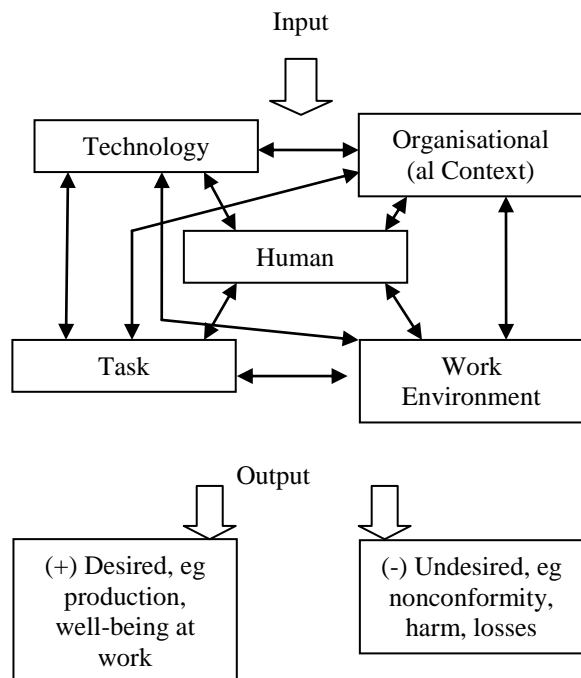 Input
Technology
Organisational
(al Context)
Human
Task
Work
Environment
Output
(+) Desired, eg
production,
well-being at
work
(-) Undesired, eg
nonconformity,
harm, losses